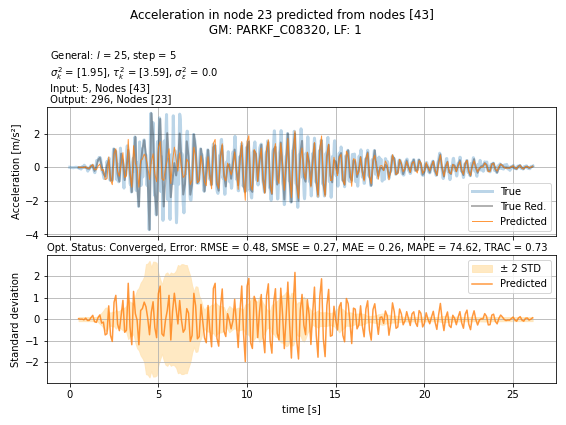 Acceleration in node 23 predicted from nodes [43]
GM: PARKF_C08320, LF: 1
General: l = 25, step = 5
σ²ₖ = [1.95], τ²ₖ = [3.59], σ²ε = 0.0
Input: 5, Nodes [43]
Output: 296, Nodes [23]
Acceleration [m/s²]
2
0
−2
−4
True
True Red.
Predicted
Opt. Status: Converged, Error: RMSE = 0.48, SMSE = 0.27, MAE = 0.26, MAPE = 74.62, TRAC = 0.73
Standard deviation
2
1
0
−1
−2
± 2 STD
Predicted
0 5 10 15 20 25
time [s]